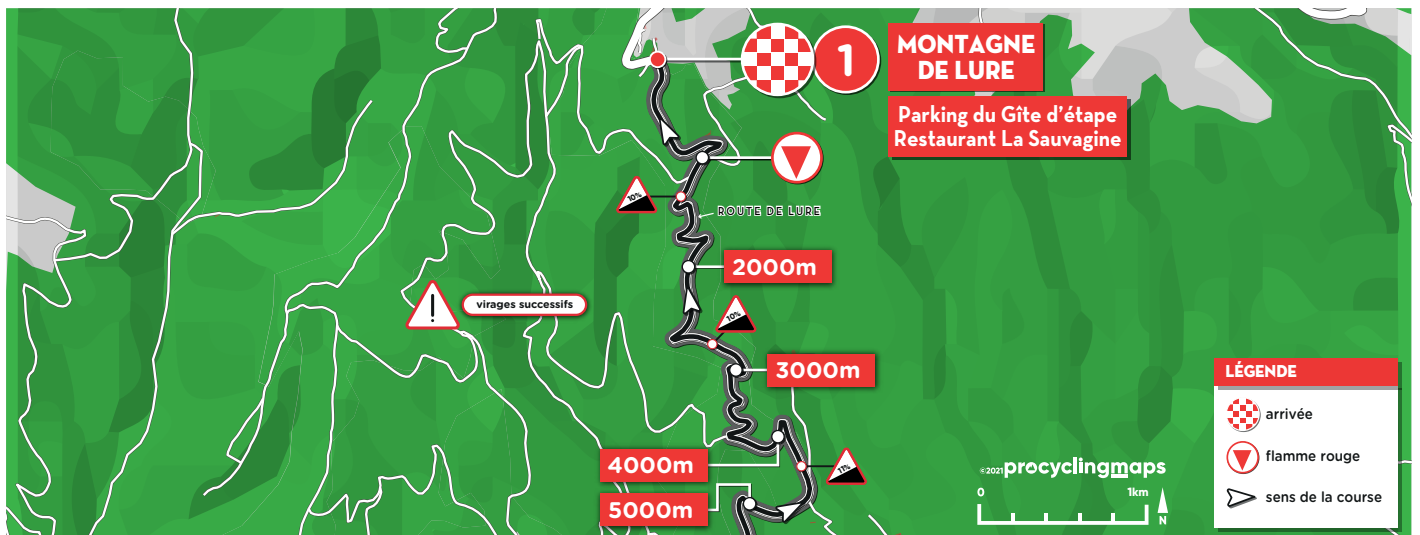 1
MONTAGNE
DE LURE
Parking du Gîte d'étape
Restaurant La Sauvagine
10%
ROUTE DE LURE
2000m
!
virages successifs
10%
3000m
4000m
11%
5000m
©2021 procyclingmaps
0 1km
N
LÉGENDE
arrivée
flamme rouge
sens de la course